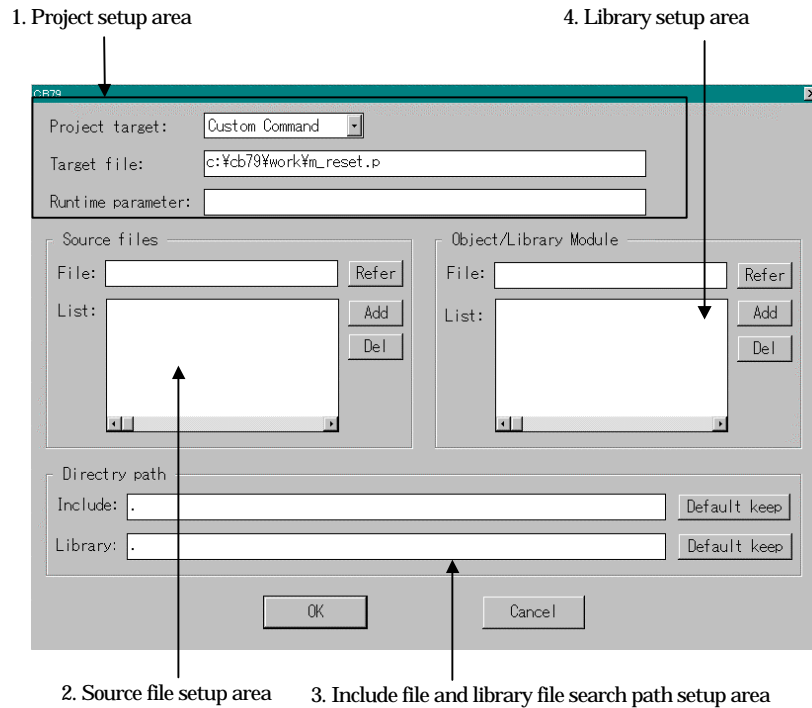 1. Project setup area
4. Library setup area
CB79
Project target: Custom Command
Target file: c:¥cb79¥work¥m_reset.p
Runtime parameter:
Source files
Object/Library Module
File: Refer
File: Refer
List: Add
List: Add
Del
Del
Directry path
Include: . Default keep
Library: . Default keep
OK Cancel
2. Source file setup area
3. Include file and library file search path setup area